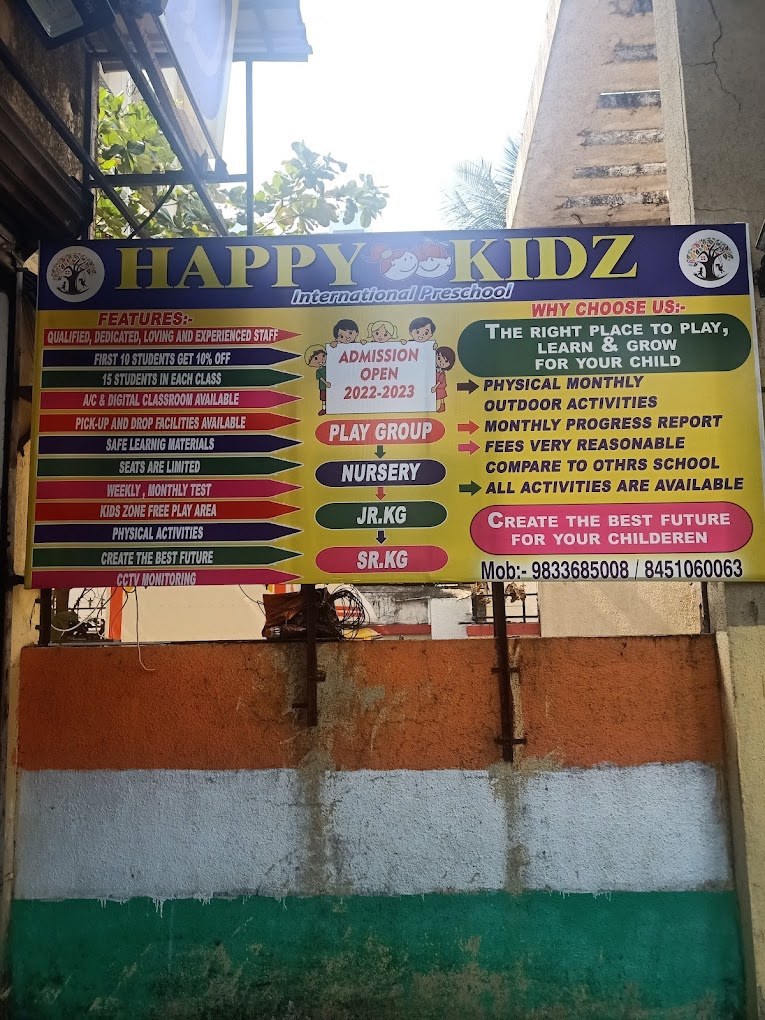 HAPPY KIDZ
International Preschool
FEATURES:-
QUALIFIED, DEDICATED, LOVING AND EXPERIENCED STAFF
FIRST 10 STUDENTS GET 10% OFF
15 STUDENTS IN EACH CLASS
A/C & DIGITAL CLASSROOM AVAILABLE
PICK-UP AND DROP FACILITIES AVAILABLE
SAFE LEARNIG MATERIALS
SEATS ARE LIMITED
WEEKLY , MONTHLY TEST
KIDS ZONE FREE PLAY AREA
PHYSICAL ACTIVITIES
CREATE THE BEST FUTURE
CCTV MONITORING
ADMISSION
OPEN
2022-2023
PLAY GROUP
NURSERY
JR.KG
SR.KG
WHY CHOOSE US:-
THE RIGHT PLACE TO PLAY,
LEARN & GROW
FOR YOUR CHILD
PHYSICAL MONTHLY
OUTDOOR ACTIVITIES
MONTHLY PROGRESS REPORT
FEES VERY REASONABLE
COMPARE TO OTHRS SCHOOL
ALL ACTIVITIES ARE AVAILABLE
CREATE THE BEST FUTURE
FOR YOUR CHILDEREN
Mob:- 9833685008 / 8451060063